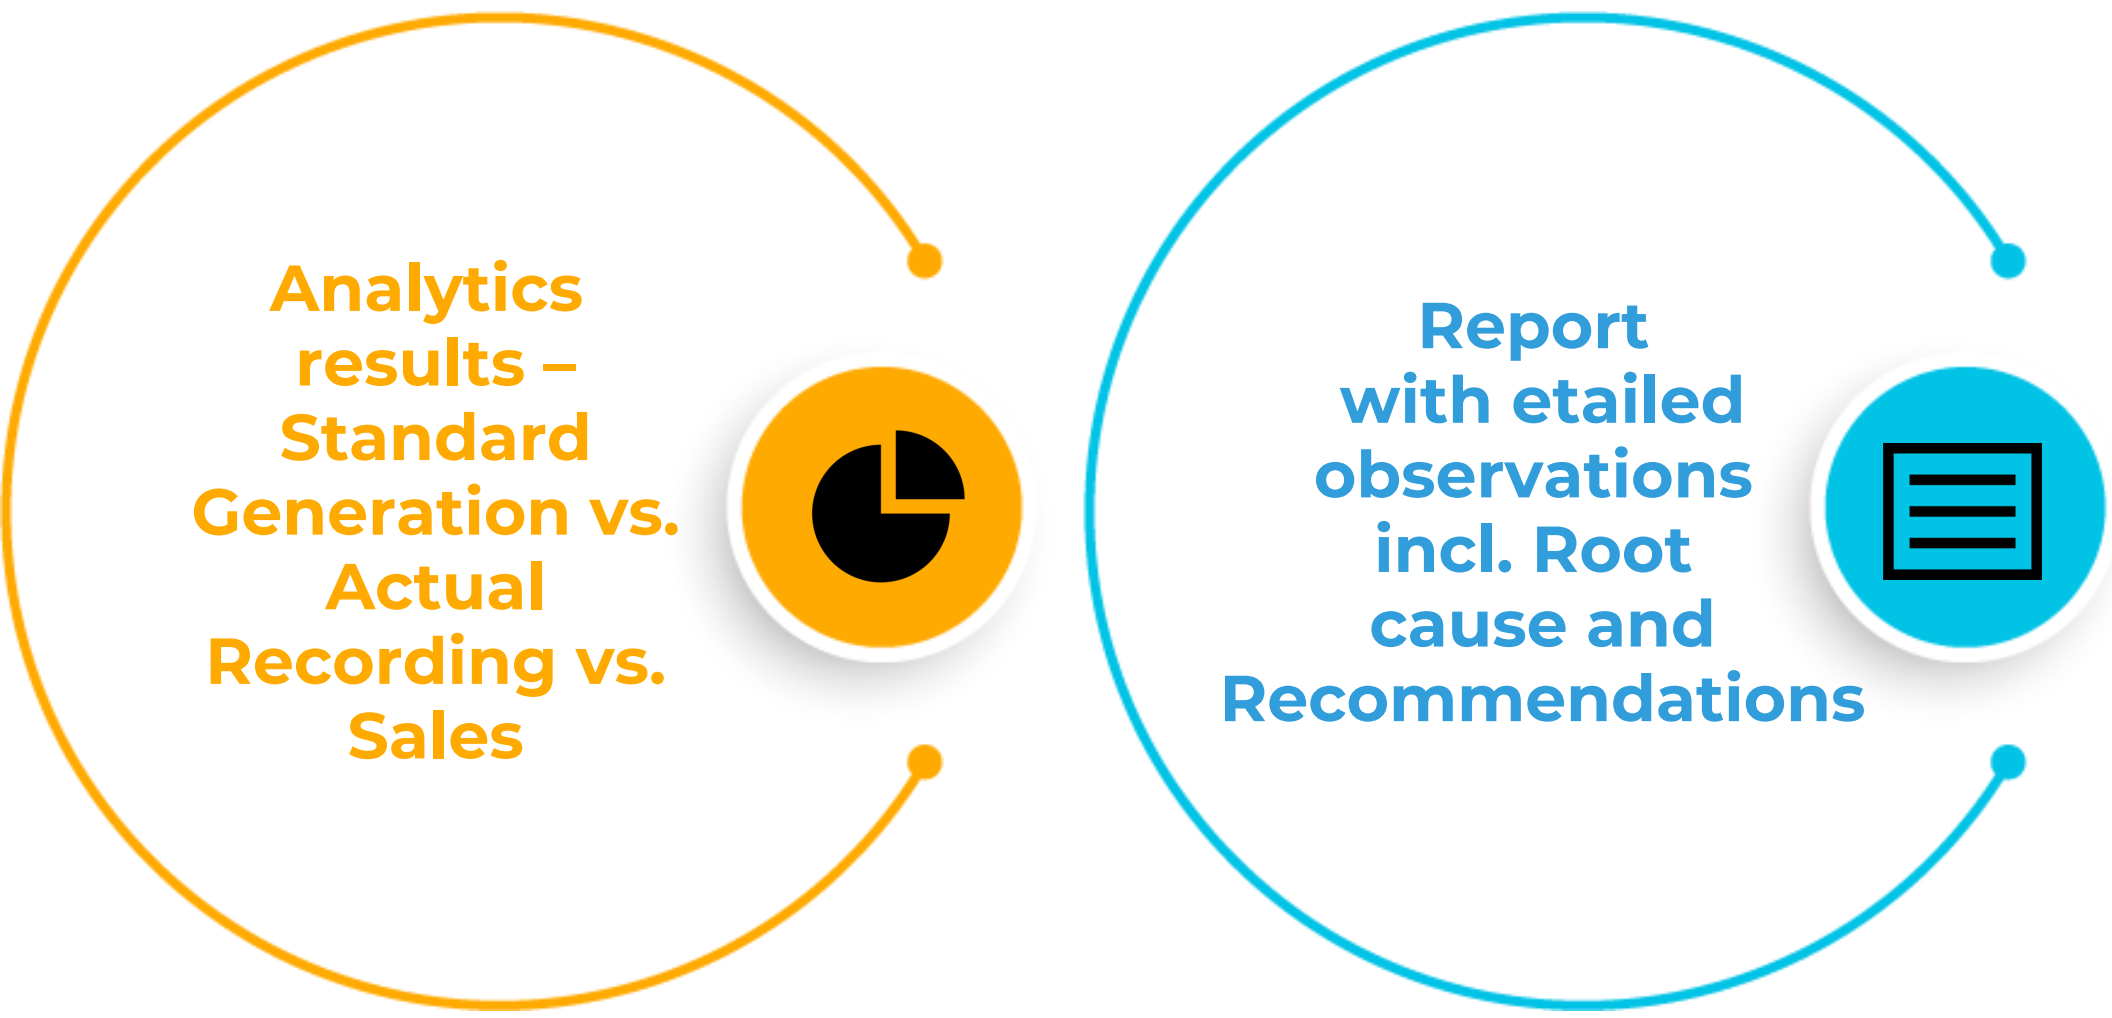 Analytics
results –
Standard
Generation vs.
Actual
Recording vs.
Sales
Report
with etailed
observations
incl. Root
cause and
Recommendations